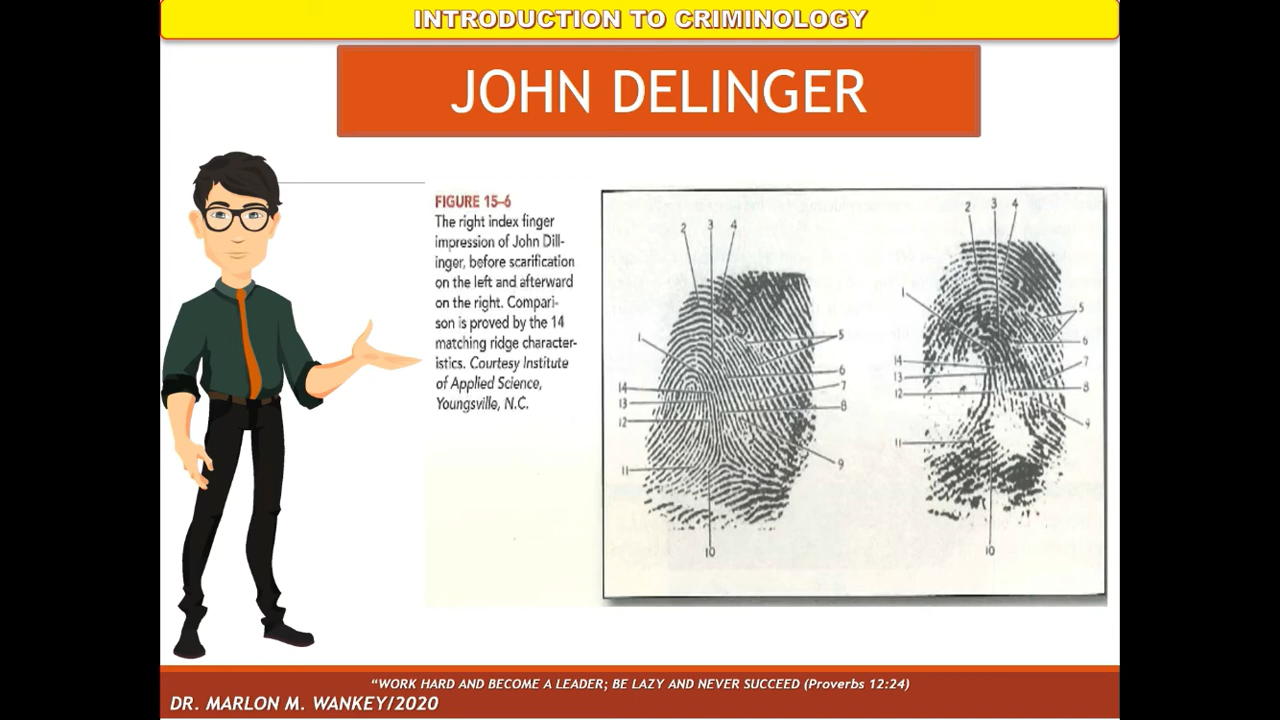 INTRODUCTION TO CRIMINOLOGY
JOHN DELINGER
FIGURE 15–6
The right index finger
impression of John Dill-
inger, before scarification
on the left and afterward
on the right. Compari-
son is proved by the 14
matching ridge character-
istics. Courtesy Institute
of Applied Science,
Youngsville, N.C.
2 3 4
1
5
6
7
8
14
13
12
11
9
10
2 3 4
1
5
6
7
8
14
13
12
11
9
10
“WORK HARD AND BECOME A LEADER; BE LAZY AND NEVER SUCCEED (Proverbs 12:24)
DR. MARLON M. WANKEY/2020